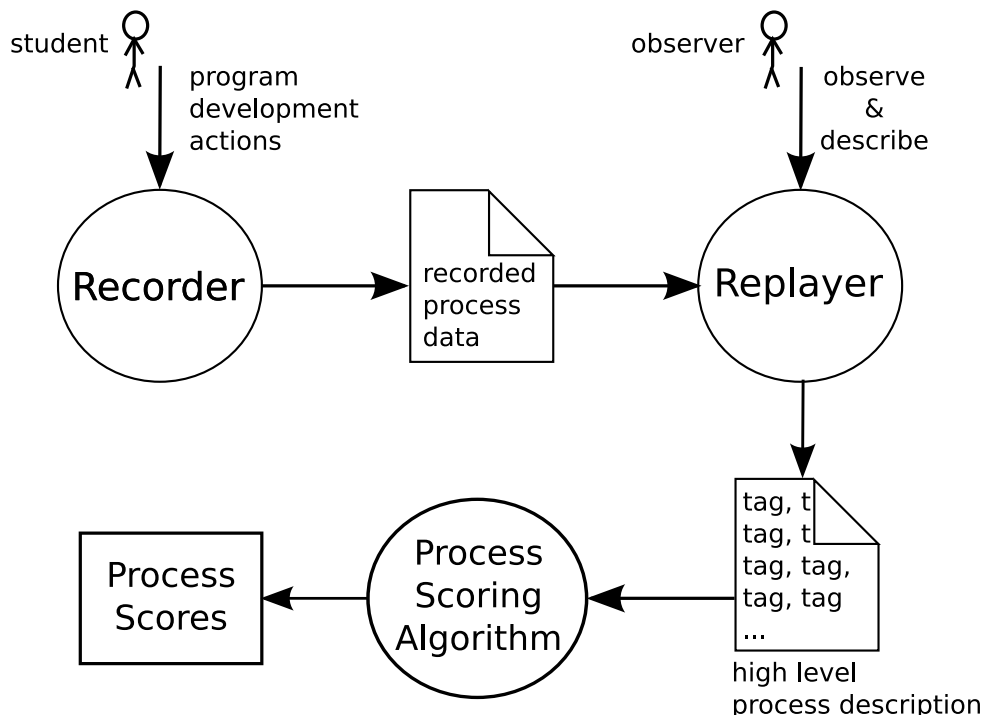 student
program
development
actions
observer
observe
&
describe
Recorder
recorded
process
data
Replayer
tag, t
tag, t
tag, tag,
tag, tag
...
high level
process description
Process
Scoring
Algorithm
Process
Scores